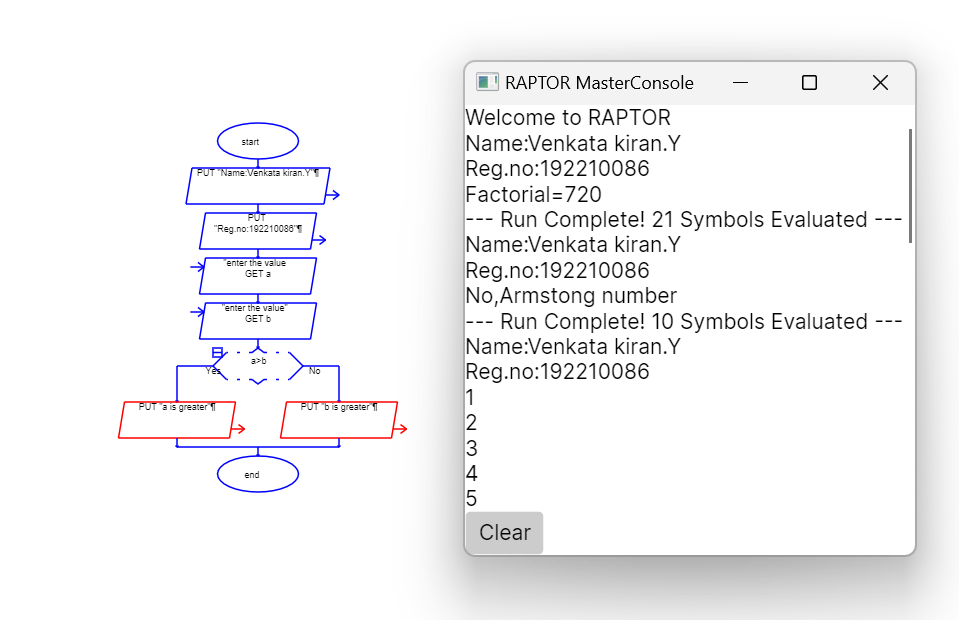 start
PUT "Name:Venkata kiran.Y"¶
PUT
"Reg.no:192210086"¶
"enter the value
GET a
"enter the value"
GET b
a>b
Yes
No
PUT "a is greater"¶
PUT "b is greater"¶
end
RAPTOR MasterConsole
Welcome to RAPTOR
Name:Venkata kiran.Y
Reg.no:192210086
Factorial=720
--- Run Complete! 21 Symbols Evaluated ---
Name:Venkata kiran.Y
Reg.no:192210086
No,Armstong number
--- Run Complete! 10 Symbols Evaluated ---
Name:Venkata kiran.Y
Reg.no:192210086
1
2
3
4
5
Clear